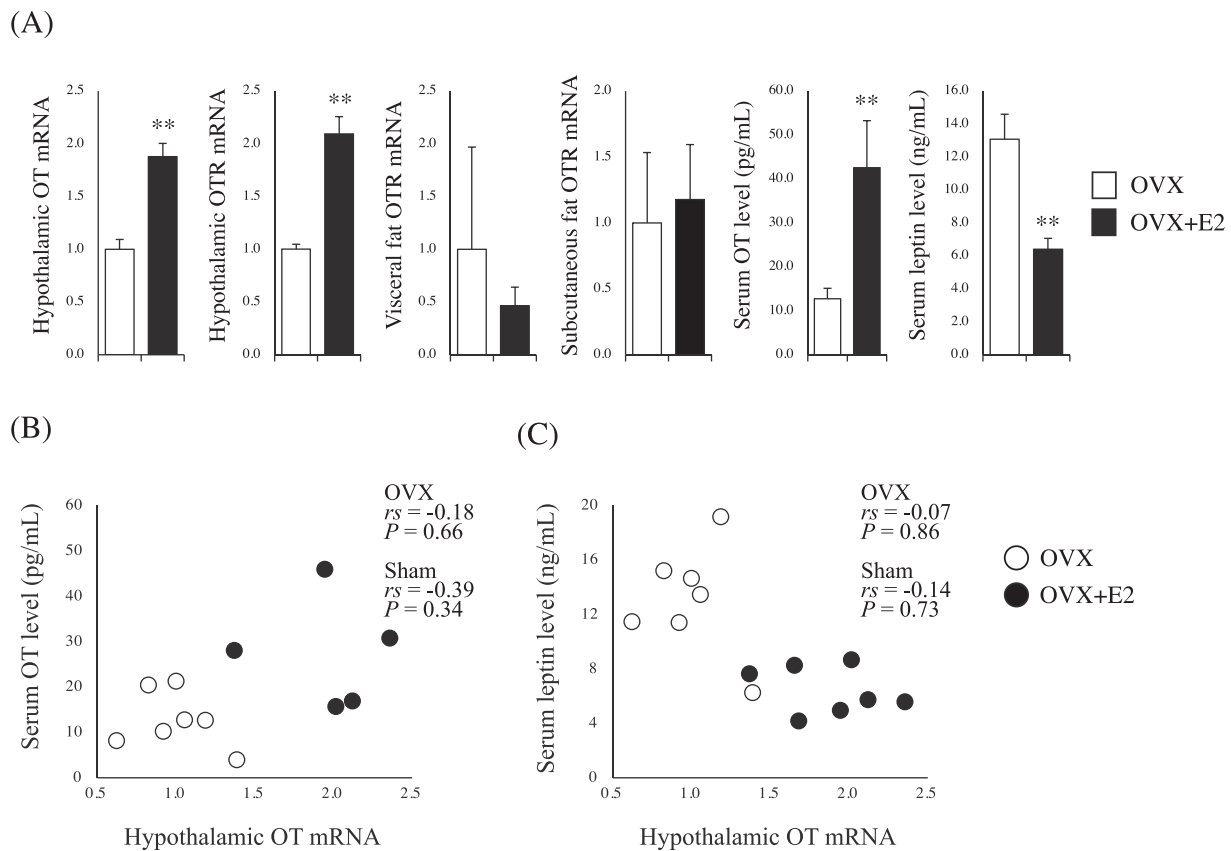 (A)
Hypothalamic OT mRNA
2.5
2.0
1.5
1.0
0.5
0.0
**
Hypothalamic OTR mRNA
2.5
2.0
1.5
1.0
0.5
0.0
**
Visceral fat OTR mRNA
2.5
2.0
1.5
1.0
0.5
0.0
Subcutaneous fat OTR mRNA
2.0
1.5
1.0
0.5
0.0
Serum OT level (pg/mL)
60.0
50.0
40.0
30.0
20.0
10.0
0.0
**
Serum leptin level (ng/mL)
16.0
14.0
12.0
10.0
8.0
6.0
4.0
2.0
0.0
**
OVX
OVX+E2
(B)
Serum OT level (pg/mL)
60
50
40
30
20
10
0
0.5
1.0
1.5
2.0
2.5
Hypothalamic OT mRNA
OVX
rs = -0.18
P = 0.66
Sham
rs = -0.39
P = 0.34
(C)
Serum leptin level (ng/mL)
20
16
12
8
4
0
0.5
1.0
1.5
2.0
2.5
Hypothalamic OT mRNA
OVX
rs = -0.07
P = 0.86
Sham
rs = -0.14
P = 0.73
OVX
OVX+E2